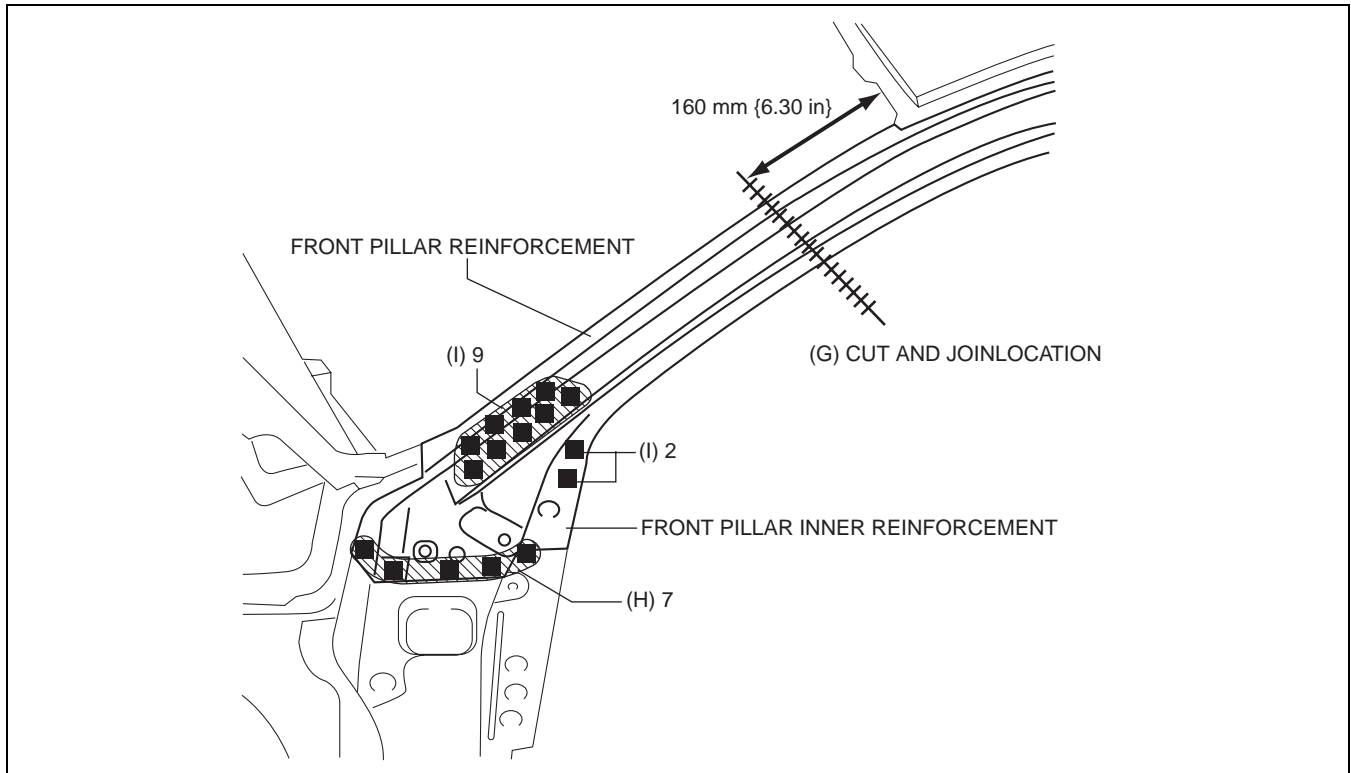 160 mm {6.30 in}
FRONT PILLAR REINFORCEMENT
(I) 9
(G) CUT AND JOINLOCATION
(I) 2
FRONT PILLAR INNER REINFORCEMENT
(H) 7